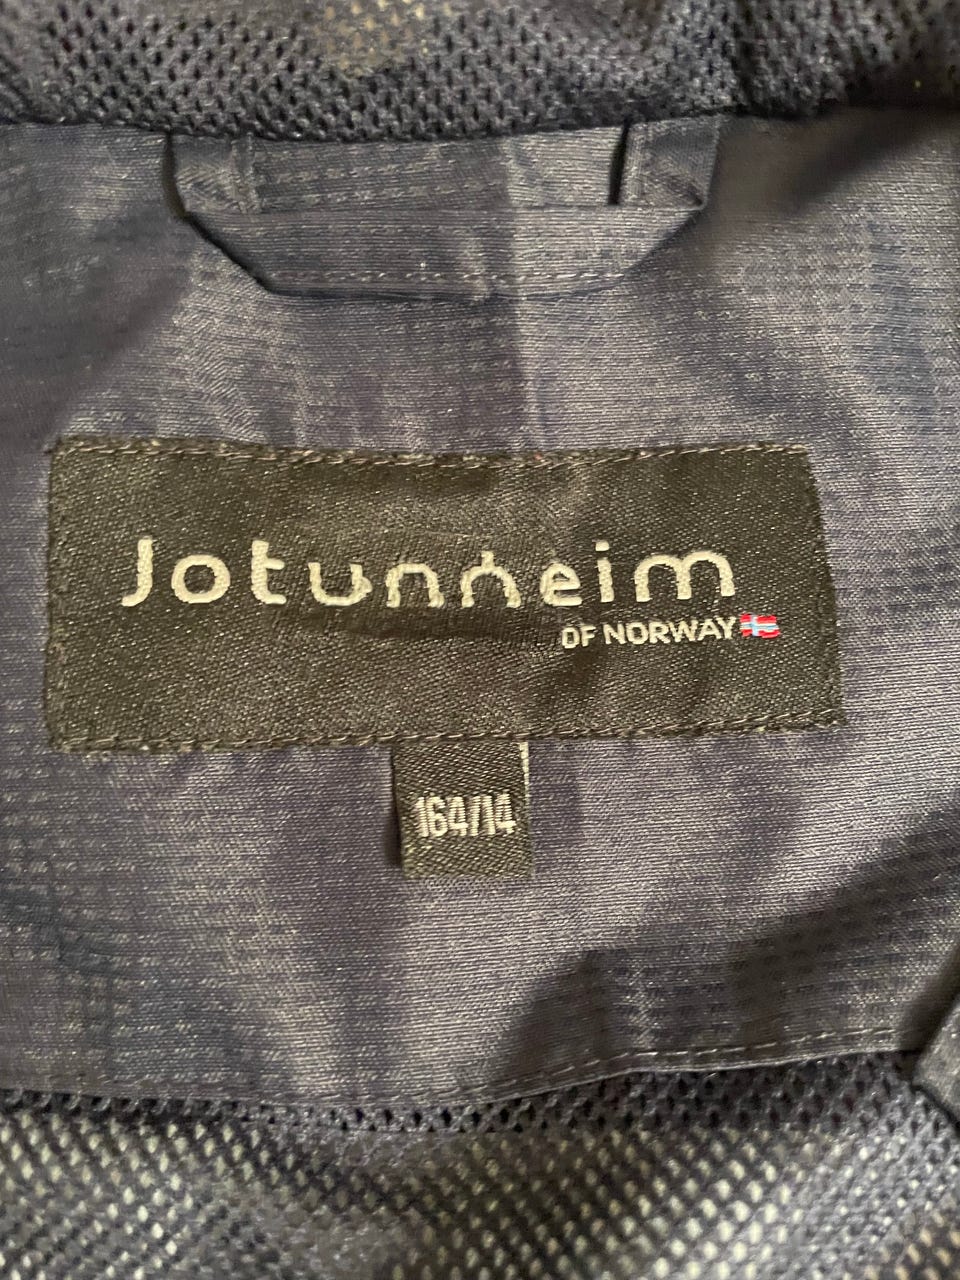 Jotunheim
OF NORWAY
164/14